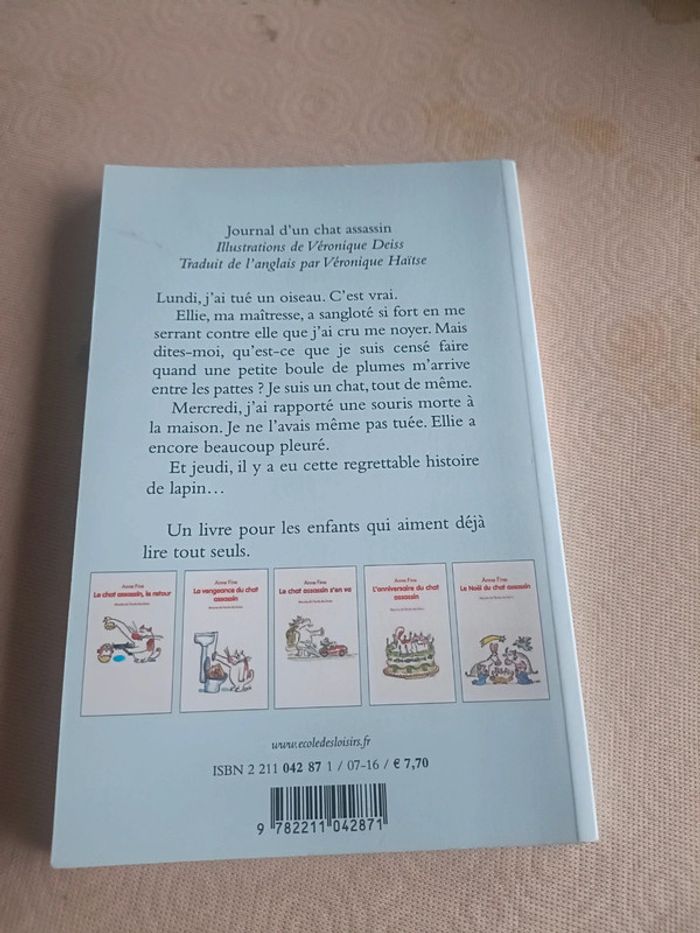 Journal d'un chat assassin
Illustrations de Véronique Deiss
Traduit de l'anglais par Véronique Haïtse
Lundi, j'ai tué un oiseau. C'est vrai.
Ellie, ma maîtresse, a sangloté si fort en me
serrant contre elle que j'ai cru me noyer. Mais
dites-moi, qu'est-ce que je suis censé faire
quand une petite boule de plumes m'arrive
entre les pattes ? Je suis un chat, tout de même.
Mercredi, j'ai rapporté une souris morte à
la maison. Je ne l'avais même pas tuée. Ellie a
encore beaucoup pleuré.
Et jeudi, il y a eu cette regrettable histoire
de lapin…
Un livre pour les enfants qui aiment déjà
lire tout seuls.
Anne Fine
Le chat assassin, le retour
Anne Fine
La vengeance du chat
assassin
Anne Fine
Le chat assassin s'en va
Anne Fine
L'anniversaire du chat
assassin
Anne Fine
Le Noël du chat assassin
www.ecoledesloisirs.fr
ISBN 2 211 042 87 1 / 07-16 / € 7,70
9 782211 042871